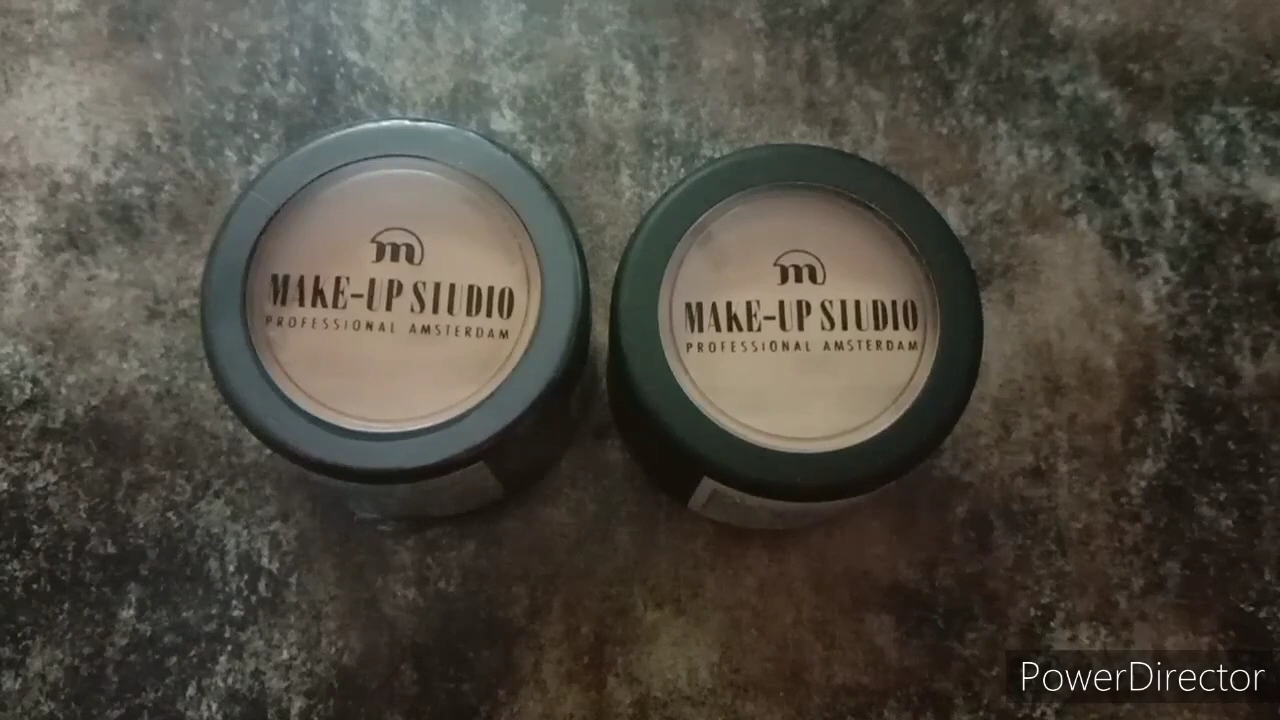 m
MAKE-UP STUDIO
PROFESSIONAL AMSTERDAM
m
MAKE-UP STUDIO
PROFESSIONAL AMSTERDAM
PowerDirector